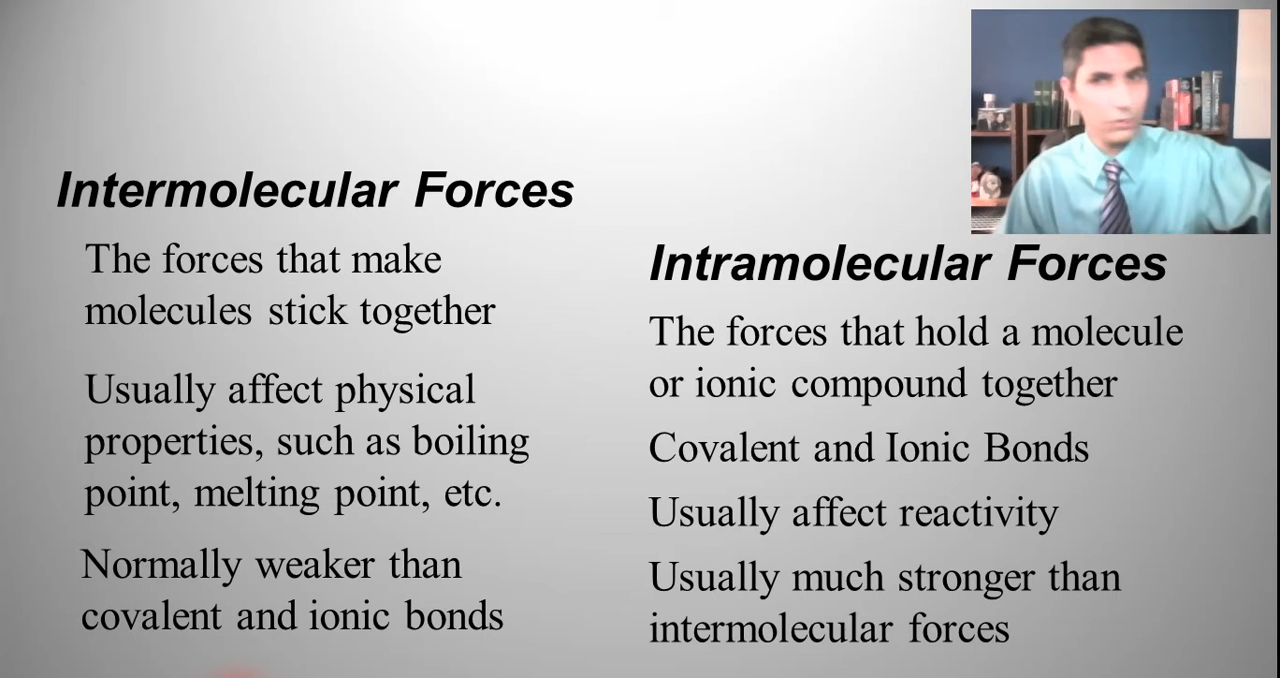 Intermolecular Forces
The forces that make
molecules stick together
Usually affect physical
properties, such as boiling
point, melting point, etc.
Normally weaker than
covalent and ionic bonds
Intramolecular Forces
The forces that hold a molecule
or ionic compound together
Covalent and Ionic Bonds
Usually affect reactivity
Usually much stronger than
intermolecular forces